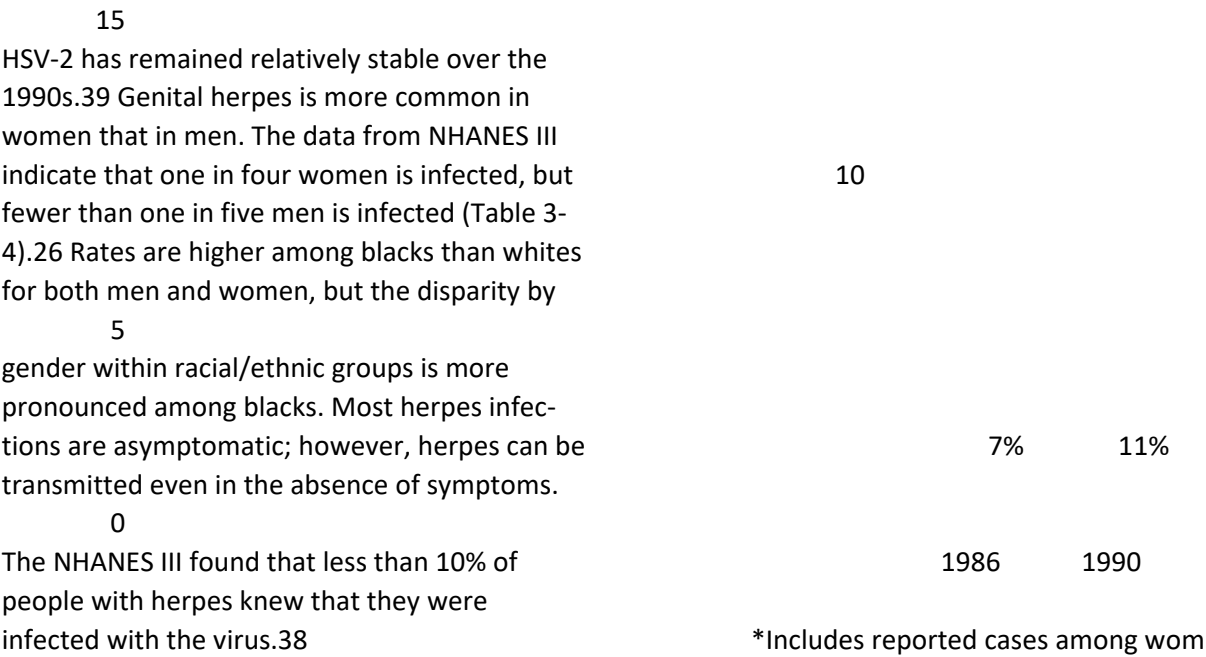 15
HSV-2 has remained relatively stable over the
1990s.39 Genital herpes is more common in
women that in men. The data from NHANES III
indicate that one in four women is infected, but 10
fewer than one in five men is infected (Table 3-
4).26 Rates are higher among blacks than whites
for both men and women, but the disparity by
5
gender within racial/ethnic groups is more
pronounced among blacks. Most herpes infec-
tions are asymptomatic; however, herpes can be 7% 11%
transmitted even in the absence of symptoms.
0
The NHANES III found that less than 10% of 1986 1990
people with herpes knew that they were
infected with the virus.38 *Includes reported cases among wom